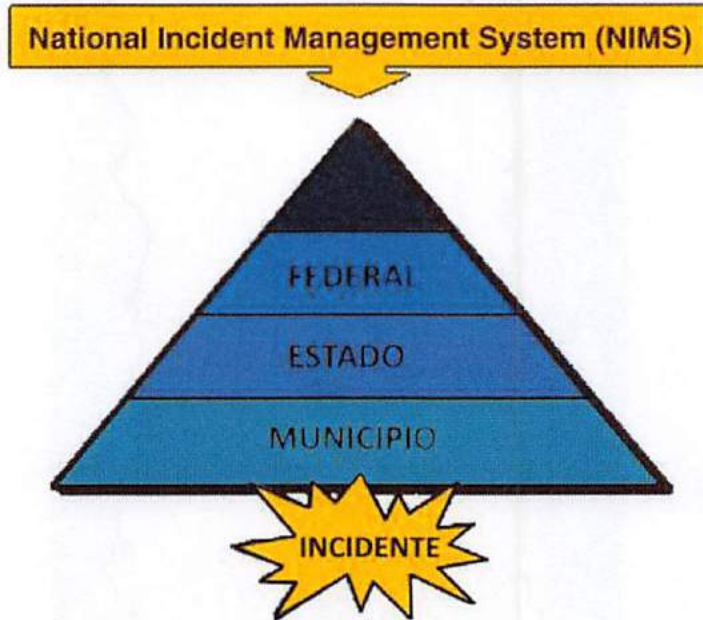 National Incident Management System (NIMS)
FEDERAL
ESTADO
MUNICIPIO
INCIDENTE